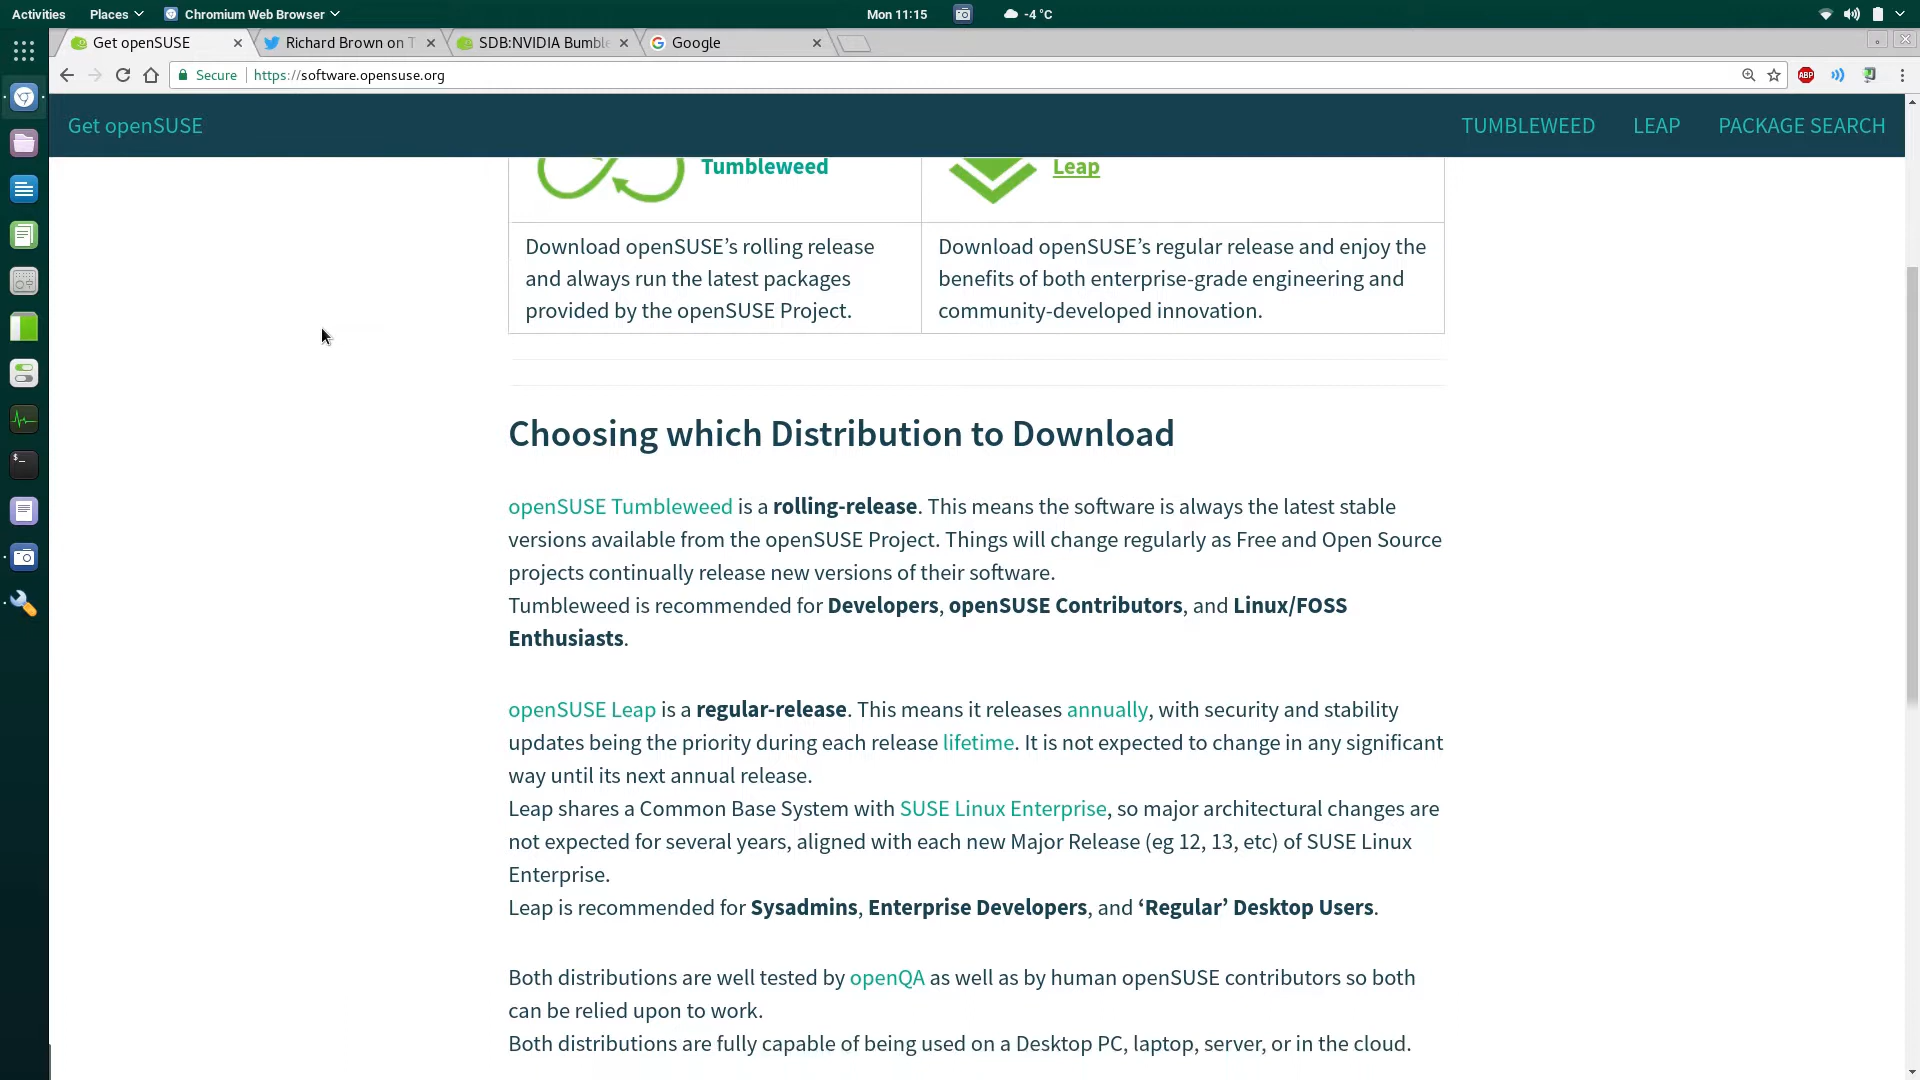 Activities Places Chromium Web Browser Mon 11:15 -4 °C
Get openSUSE Richard Brown on T SDB:NVIDIA Bumble Google
Secure https://software.opensuse.org ABP
Get openSUSE TUMBLEWEED LEAP PACKAGE SEARCH
Tumbleweed Leap
Download openSUSE’s rolling release
and always run the latest packages
provided by the openSUSE Project.
Download openSUSE’s regular release and enjoy the
benefits of both enterprise-grade engineering and
community-developed innovation.
Choosing which Distribution to Download
openSUSE Tumbleweed is a rolling-release. This means the software is always the latest stable
versions available from the openSUSE Project. Things will change regularly as Free and Open Source
projects continually release new versions of their software.
Tumbleweed is recommended for Developers, openSUSE Contributors, and Linux/FOSS
Enthusiasts.
openSUSE Leap is a regular-release. This means it releases annually, with security and stability
updates being the priority during each release lifetime. It is not expected to change in any significant
way until its next annual release.
Leap shares a Common Base System with SUSE Linux Enterprise, so major architectural changes are
not expected for several years, aligned with each new Major Release (eg 12, 13, etc) of SUSE Linux
Enterprise.
Leap is recommended for Sysadmins, Enterprise Developers, and ‘Regular’ Desktop Users.
Both distributions are well tested by openQA as well as by human openSUSE contributors so both
can be relied upon to work.
Both distributions are fully capable of being used on a Desktop PC, laptop, server, or in the cloud.